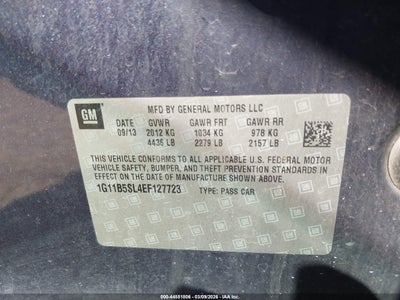 GM
MFD BY GENERAL MOTORS LLC
DATE GVWR GAWR FRT GAWR RR
09/13 2012 KG 1034 KG 978 KG
4436 LB 2279 LB 2157 LB
THIS VEHICLE CONFORMS TO ALL APPLICABLE U.S. FEDERAL MOTOR
VEHICLE SAFETY, BUMPER, AND THEFT PREVENTION STANDARDS IN
EFFECT ON THE DATE OF MANUFACTURE SHOWN ABOVE.
1G11B5SL4EF127723 TYPE: PASS CAR
000-44551006 - 03/09/2026 - IAA